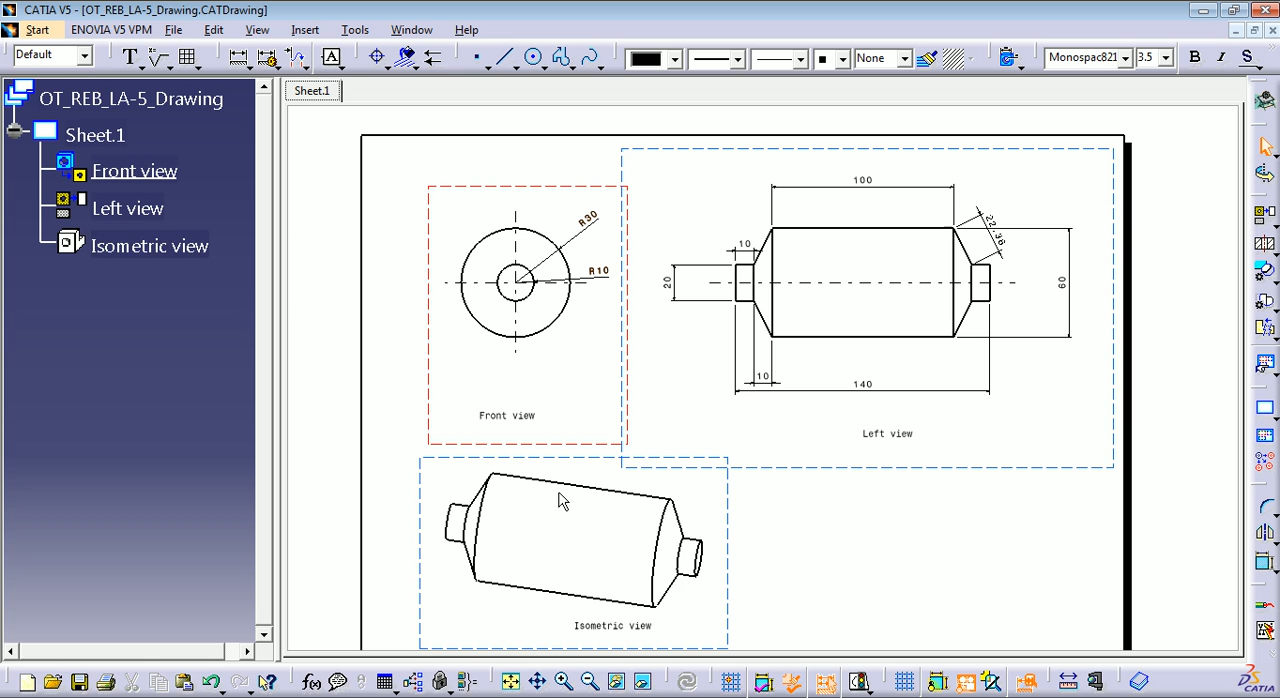 CATIA V5 - [OT_REB_LA-5_Drawing.CATDrawing]
Start ENOVIA V5 VPM File Edit View Insert Tools Window Help
Default None Monospac821 3.5 B I S
OT_REB_LA-5_Drawing
Sheet.1
Front view
Left view
Isometric view
Sheet.1
R30
R10
Front view
100
22,36
10
20
60
10
140
Left view
Isometric view
f(x)
CATIA